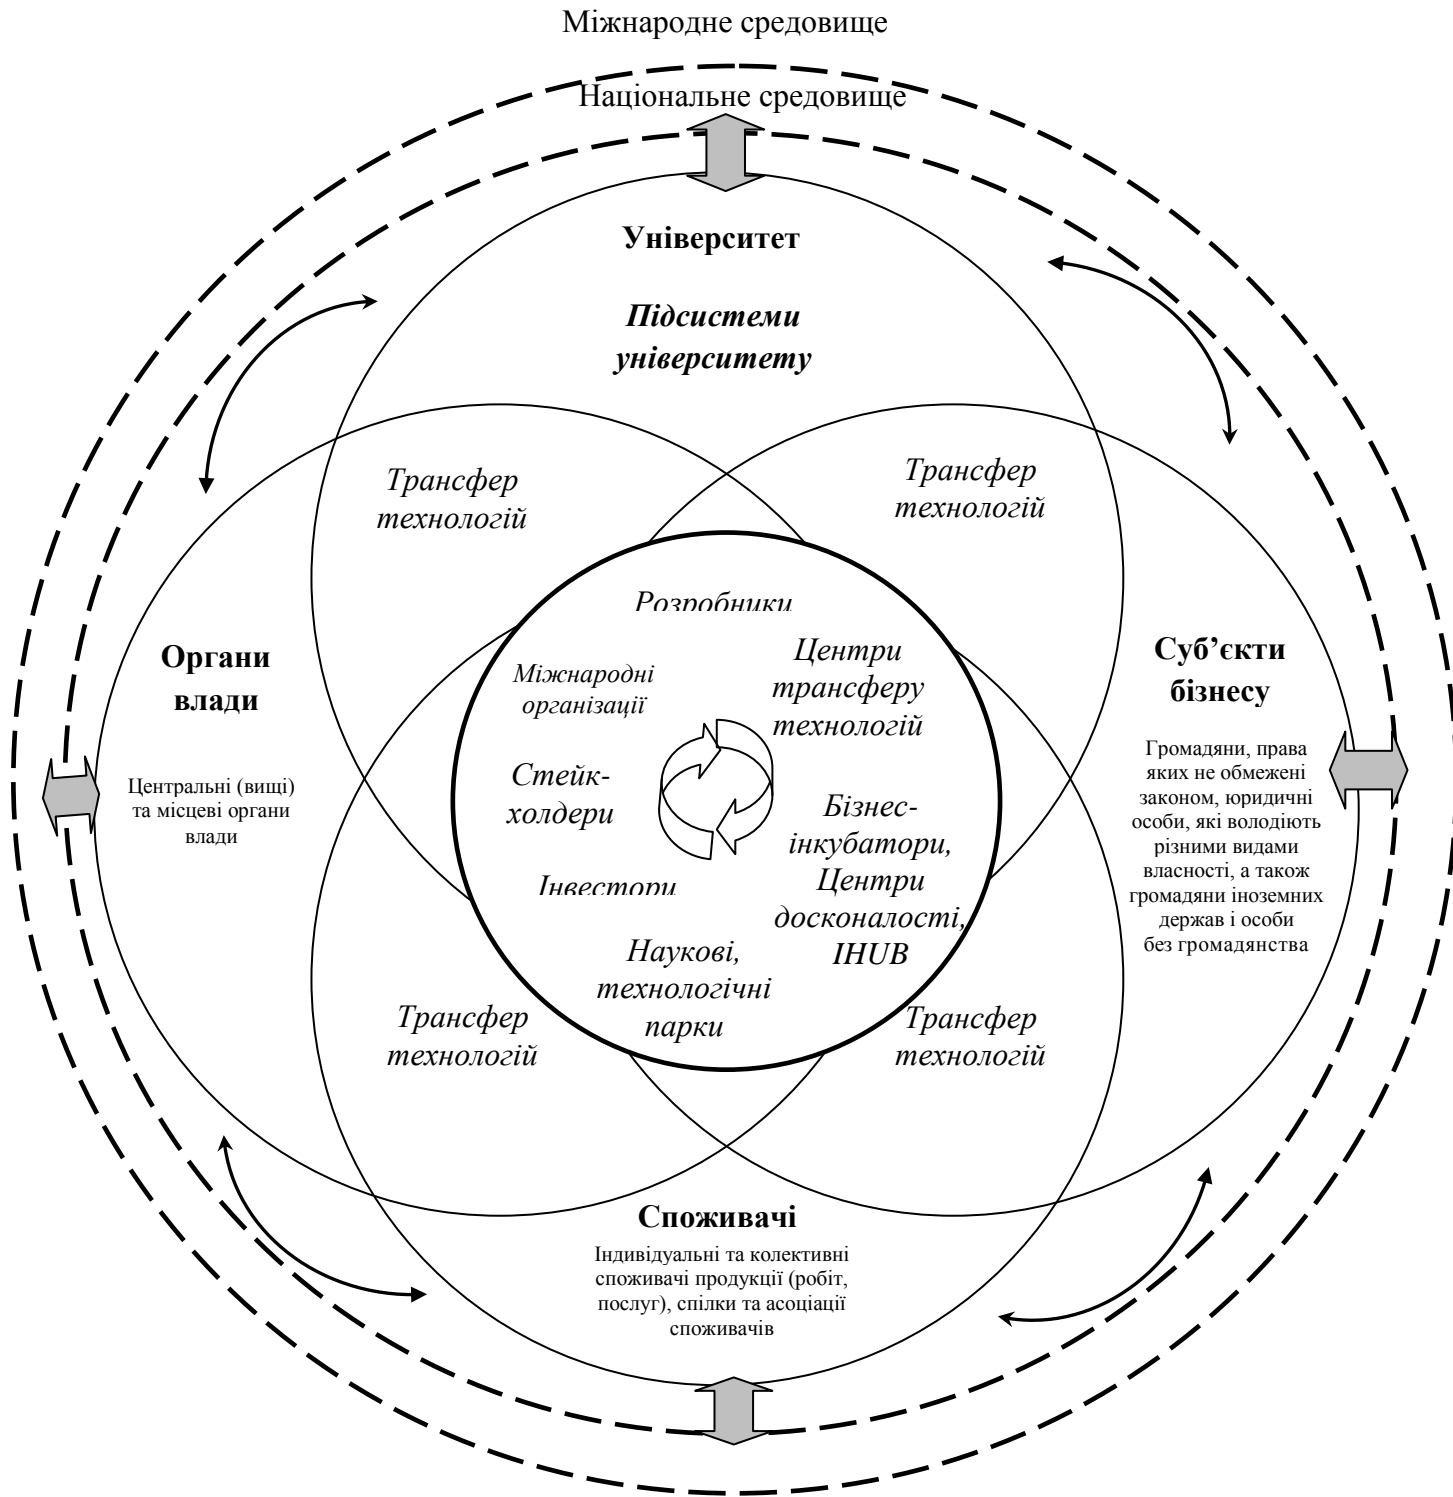 Міжнародне средовище
Національне средовище
Університет
Підсистеми
університету
Трансфер
технологій
Трансфер
технологій
Розробники
Міжнародні
організації
Центри
трансферу
технологій
Органи
влади
Центральні (вищі)
та місцеві органи
влади
Суб’єкти
бізнесу
Громадяни, права
яких не обмежені
законом, юридичні
особи, які володіють
різними видами
власності, а також
громадяни іноземних
держав і особи
без громадянства
Стейк-
холдери
Бізнес-
інкубатори,
Центри
досконалості,
IHUB
Інвестори
Наукові,
технологічні
парки
Трансфер
технологій
Трансфер
технологій
Споживачі
Індивідуальні та колективні
споживачі продукції (робіт,
послуг), спілки та асоціації
споживачів